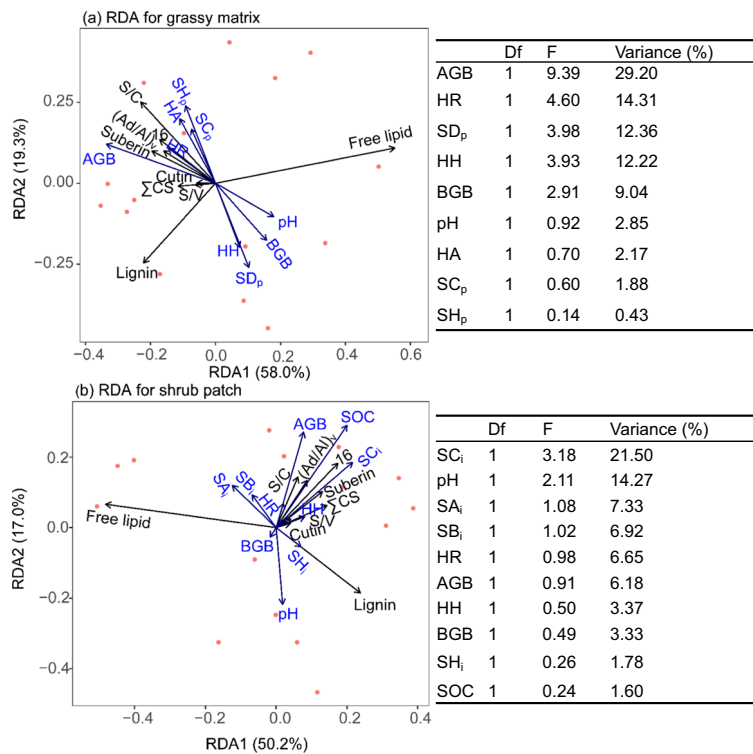 (a) RDA for grassy matrix
RDA2 (19.3%)
0.25
0.00
−0.25
0.0
−0.4
−0.2
0.2
0.4
0.6
RDA1 (58.0%)
S/C
SHp
HA
SCp
16
(Ad/Al)v
HR
Suberin
AGB
Free lipid
Cutin
∑CS
S/V
pH
HH
BGB
SDp
Lignin
Df F Variance (%)
AGB 1 9.39 29.20
HR 1 4.60 14.31
SDp 1 3.98 12.36
HH 1 3.93 12.22
BGB 1 2.91 9.04
pH 1 0.92 2.85
HA 1 0.70 2.17
SCp 1 0.60 1.88
SHp 1 0.14 0.43
(b) RDA for shrub patch
RDA2 (17.0%)
0.2
0.0
−0.2
−0.4
−0.4
−0.2
0.0
0.2
0.4
RDA1 (50.2%)
AGB
SOC
(Ad/Al)v
16
SCi
S/C
SAi
SBi
HR
Suberin
∑CS
HH
S/V
Free lipid
Cutin
BGB
SHi
Lignin
pH
Df F Variance (%)
SCi 1 3.18 21.50
pH 1 2.11 14.27
SAi 1 1.08 7.33
SBi 1 1.02 6.92
HR 1 0.98 6.65
AGB 1 0.91 6.18
HH 1 0.50 3.37
BGB 1 0.49 3.33
SHi 1 0.26 1.78
SOC 1 0.24 1.60